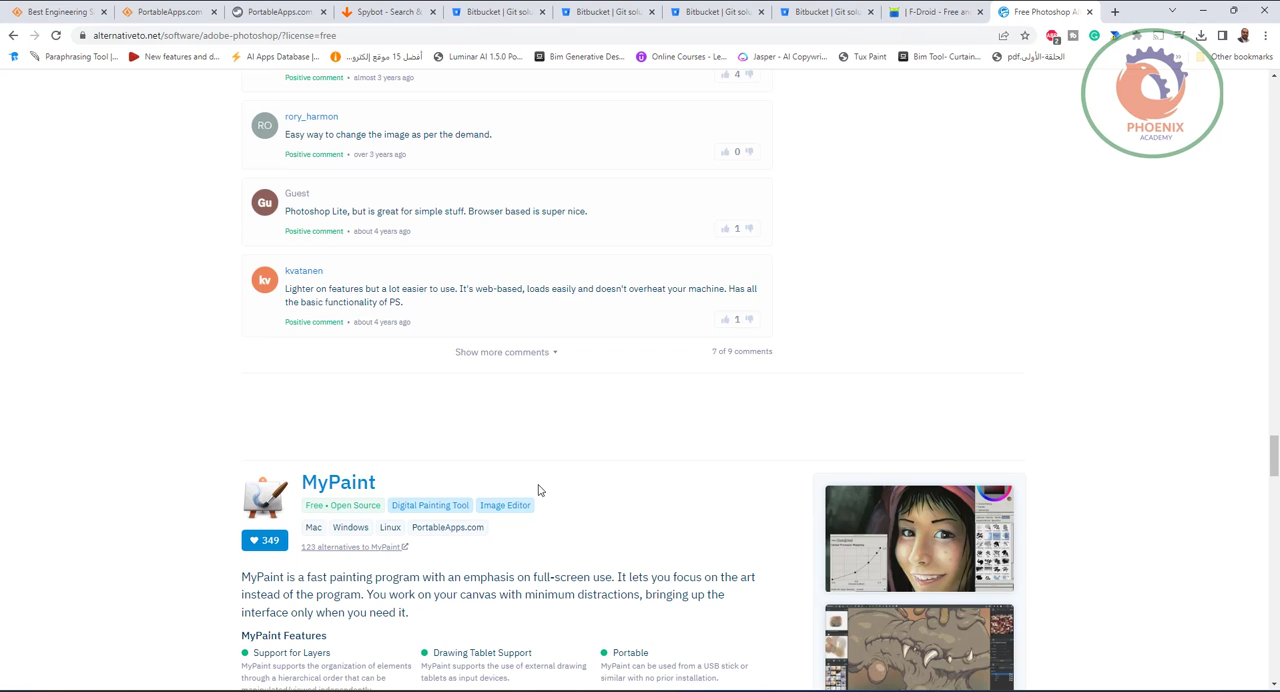 Best Engineering S
PortableApps.com
PortableApps.com
Spybot - Search &
Bitbucket | Git solu
Bitbucket | Git solu
Bitbucket | Git solu
Bitbucket | Git solu
| F-Droid - Free an
Free Photoshop Al
alternativeto.net/software/adobe-photoshop/?license=free
Paraphrasing Tool |...
New features and d...
AI Apps Database |...
أفضل 15 موقع إلكترو...
Luminar AI 1.5.0 Po...
Bim Generative Des...
Online Courses - Le...
Jasper - AI Copywri...
Tux Paint
Bim Tool- Curtain...
الحلقة-الأولى.pdf
»
Other bookmarks
PHOENIX
ACADEMY
Positive comment • almost 3 years ago
4
RO
rory_harmon
Easy way to change the image as per the demand.
Positive comment • over 3 years ago
0
Gu
Guest
Photoshop Lite, but is great for simple stuff. Browser based is super nice.
Positive comment • about 4 years ago
1
kv
kvatanen
Lighter on features but a lot easier to use. It's web-based, loads easily and doesn't overheat your machine. Has all
the basic functionality of PS.
Positive comment • about 4 years ago
1
Show more comments
7 of 9 comments
MyPaint
Free • Open Source
Digital Painting Tool
Image Editor
Mac Windows Linux PortableApps.com
349
123 alternatives to MyPaint
MyPaint is a fast painting program with an emphasis on full-screen use. It lets you focus on the art
instead of the program. You work on your canvas with minimum distractions, bringing up the
interface only when you need it.
MyPaint Features
Support for Layers
MyPaint supports the organization of elements
through a hierarchical order that can be
manipulated/viewed independently.
Drawing Tablet Support
MyPaint supports the use of external drawing
tablets as input devices.
Portable
MyPaint can be used from a USB stick or
similar with no prior installation.